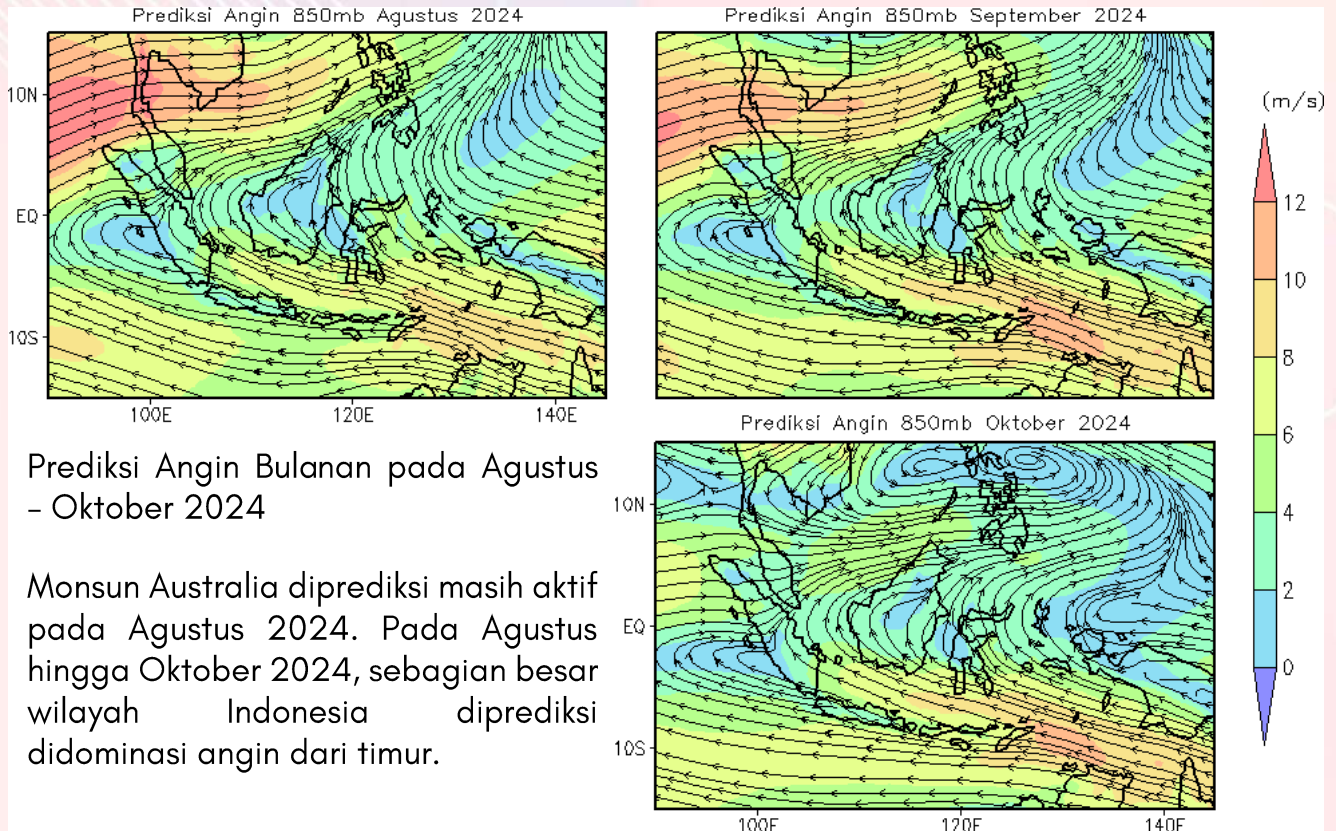 Prediksi Angin 850mb Agustus 2024
10N
EQ
10S
100E
120E
140E
Prediksi Angin 850mb September 2024
(m/s)
12
10
8
6
4
2
0
Prediksi Angin Bulanan pada Agustus
– Oktober 2024
Monsun Australia diprediksi masih aktif
pada Agustus 2024. Pada Agustus
hingga Oktober 2024, sebagian besar
wilayah Indonesia diprediksi
didominasi angin dari timur.
Prediksi Angin 850mb Oktober 2024
10N
EQ
10S
100E
120E
140E